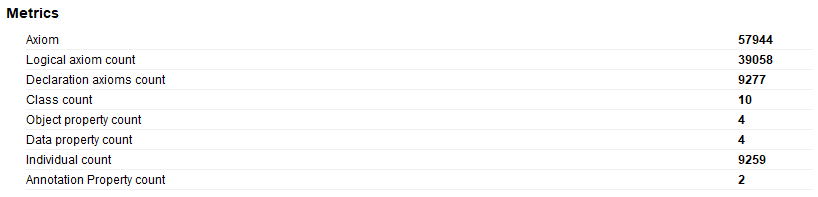 Metrics
Axiom 57944
Logical axiom count 39058
Declaration axioms count 9277
Class count 10
Object property count 4
Data property count 4
Individual count 9259
Annotation Property count 2